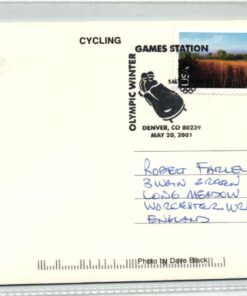 CYCLING
GAMES STATION
OLYMPIC WINTER
USA
DENVER, CO 80239
MAY 20, 2001
ROBERT FARLEY
GREEN
LONG MEADOW
WORCESTER WR
ENGLAND
Photo by Dave Black